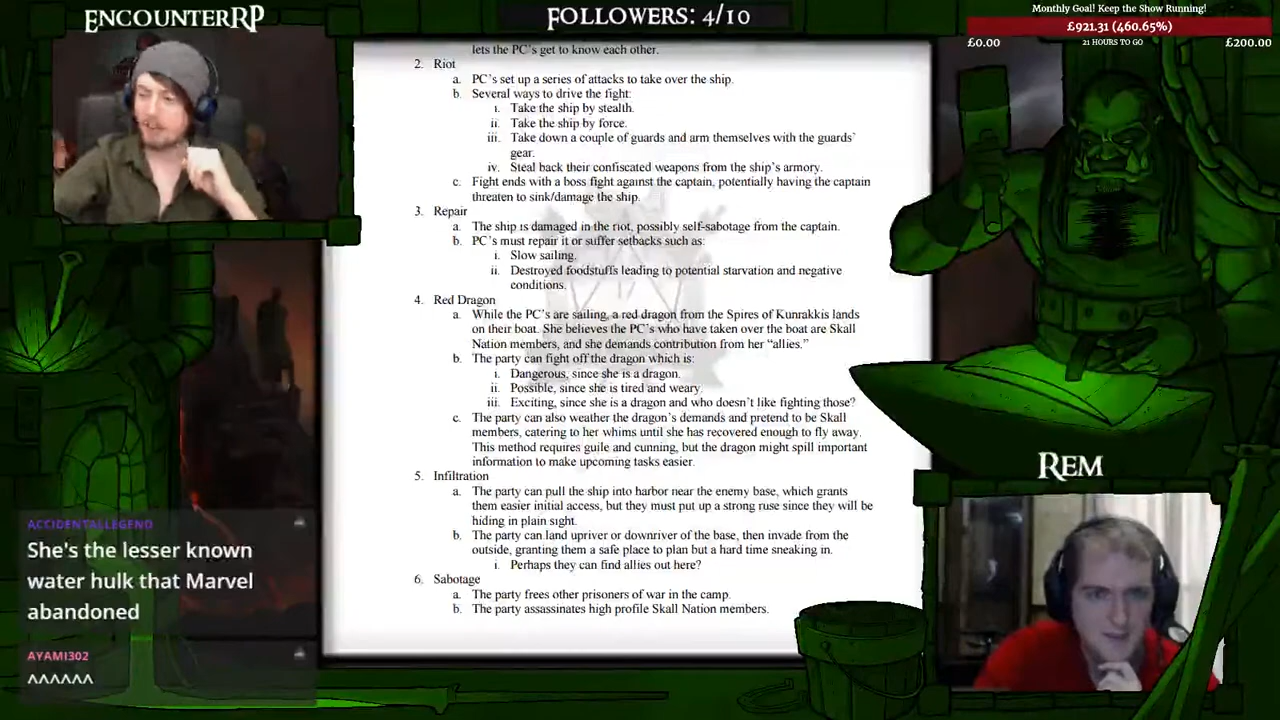 ENCOUNTERRP
FOLLOWERS: 4/10
Monthly Goal! Keep the Show Running!
£921.31 (460.65%)
£0.00
21 HOURS TO GO
£200.00
lets the PC's get to know each other.
2. Riot
a. PC's set up a series of attacks to take over the ship.
b. Several ways to drive the fight:
i. Take the ship by stealth.
ii. Take the ship by force.
iii. Take down a couple of guards and arm themselves with the guards'
gear.
iv. Steal back their confiscated weapons from the ship's armory.
c. Fight ends with a boss fight against the captain, potentially having the captain
threaten to sink/damage the ship.
3. Repair
a. The ship is damaged in the riot, possibly self-sabotage from the captain.
b. PC's must repair it or suffer setbacks such as:
i. Slow sailing.
ii. Destroyed foodstuffs leading to potential starvation and negative
conditions.
4. Red Dragon
a. While the PC's are sailing, a red dragon from the Spires of Kunrakkis lands
on their boat. She believes the PC's who have taken over the boat are Skall
Nation members, and she demands contribution from her “allies.”
b. The party can fight off the dragon which is:
i. Dangerous, since she is a dragon.
ii. Possible, since she is tired and weary.
iii. Exciting, since she is a dragon and who doesn't like fighting those?
c. The party can also weather the dragon's demands and pretend to be Skall
members, catering to her whims until she has recovered enough to fly away.
This method requires guile and cunning, but the dragon might spill important
information to make upcoming tasks easier.
5. Infiltration
a. The party can pull the ship into harbor near the enemy base, which grants
them easier initial access, but they must put up a strong ruse since they will be
hiding in plain sight.
b. The party can land upriver or downriver of the base, then invade from the
outside, granting them a safe place to plan but a hard time sneaking in.
i. Perhaps they can find allies out here?
6. Sabotage
a. The party frees other prisoners of war in the camp.
b. The party assassinates high profile Skall Nation members.
REM
ACCIDENTALLEGEND
She's the lesser known
water hulk that Marvel
abandoned
AYAMI302
^^^^^^